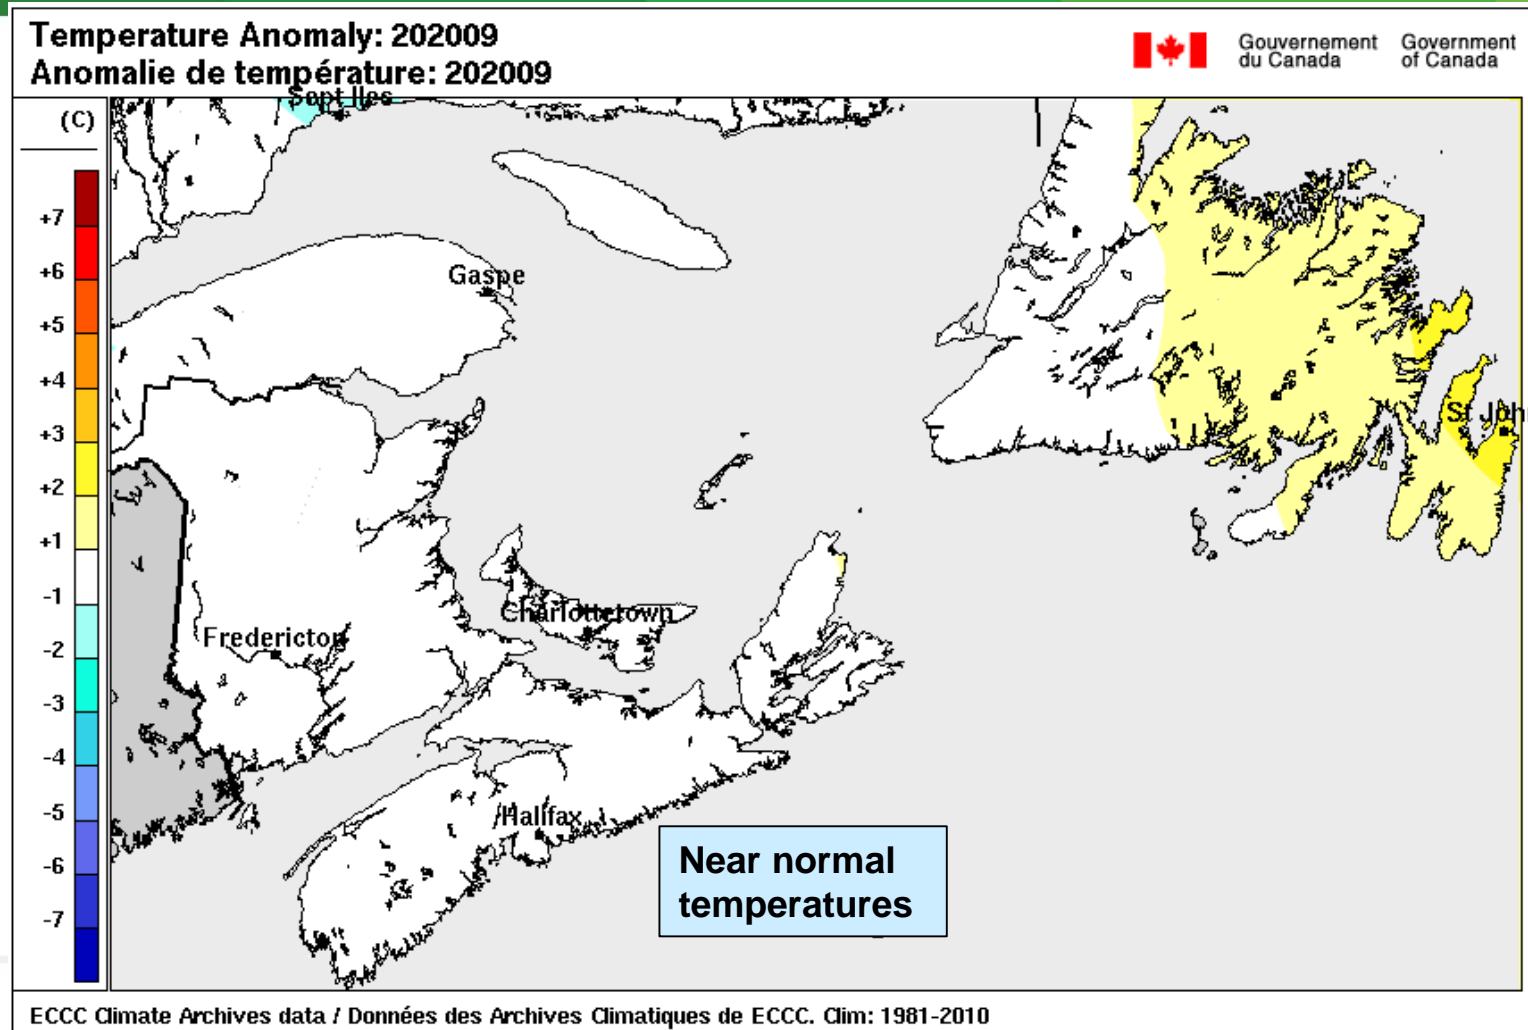 Temperature Anomaly: 202009
Anomalie de température: 202009
Gouvernement du Canada
Government of Canada
(C)
+7
+6
+5
+4
+3
+2
+1
-1
-2
-3
-4
-5
-6
-7
Sept Iles
Gaspe
St John
Charlottetown
Fredericton
Halifax
Near normal
temperatures
ECCC Climate Archives data / Données des Archives Climatiques de ECCC. Clim: 1981-2010